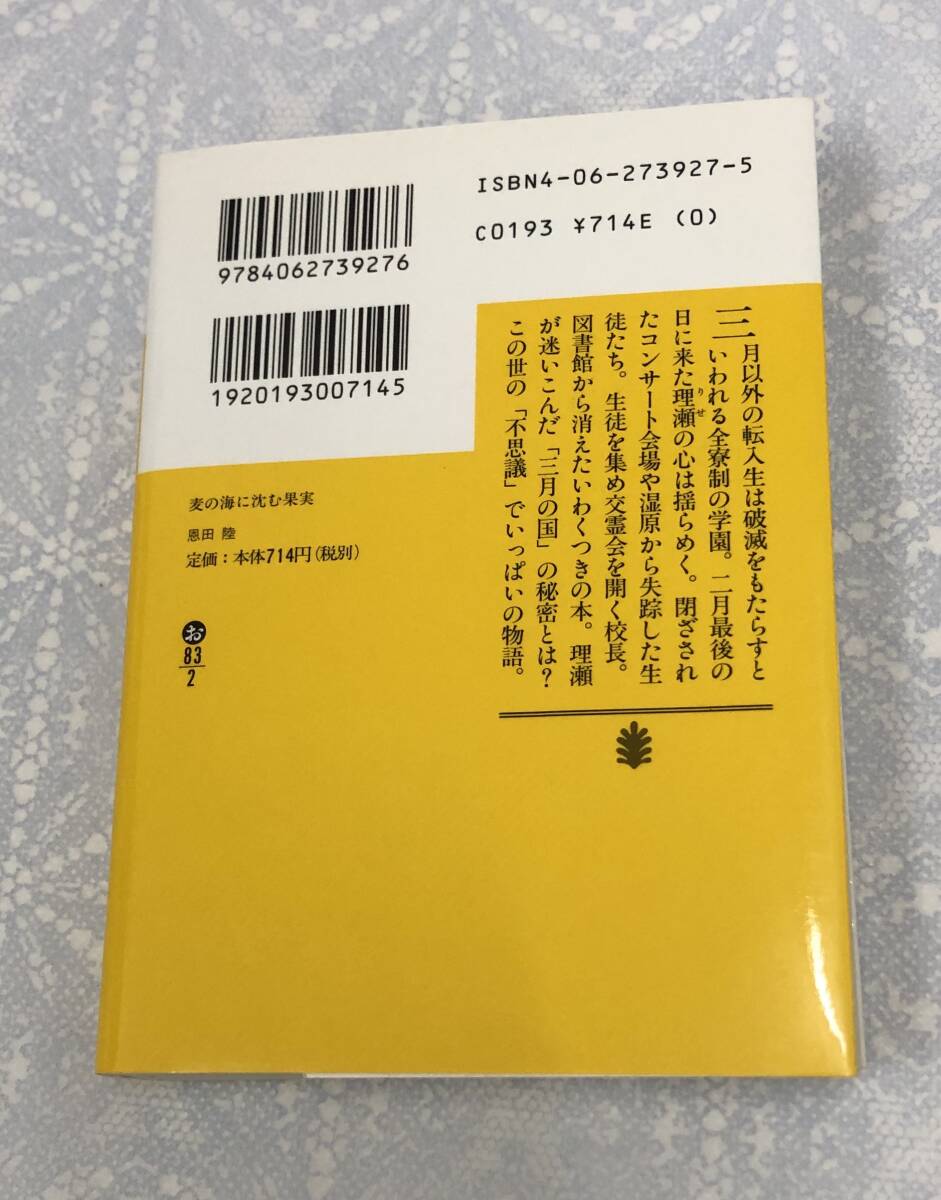 ISBN4-06-273927-5
C0193 ¥714E (0)
9784062739276
1920193007145
三月以外の転入生は破滅をもたらすと
いわれる全寮制の学園。二月最後の
日に来た理瀬の心は揺らめく。閉ざされ
りせ
たコンサート会場や湿原から失踪した生
徒たち。生徒を集め交霊会を開く校長。
図書館から消えたいわくつきの本。理瀬
が迷いこんだ「三月の国」の秘密とは?
この世の「不思議」でいっぱいの物語。
麦の海に沈む果実
恩田 陸
定価:本体714円(税別)
お
83
2